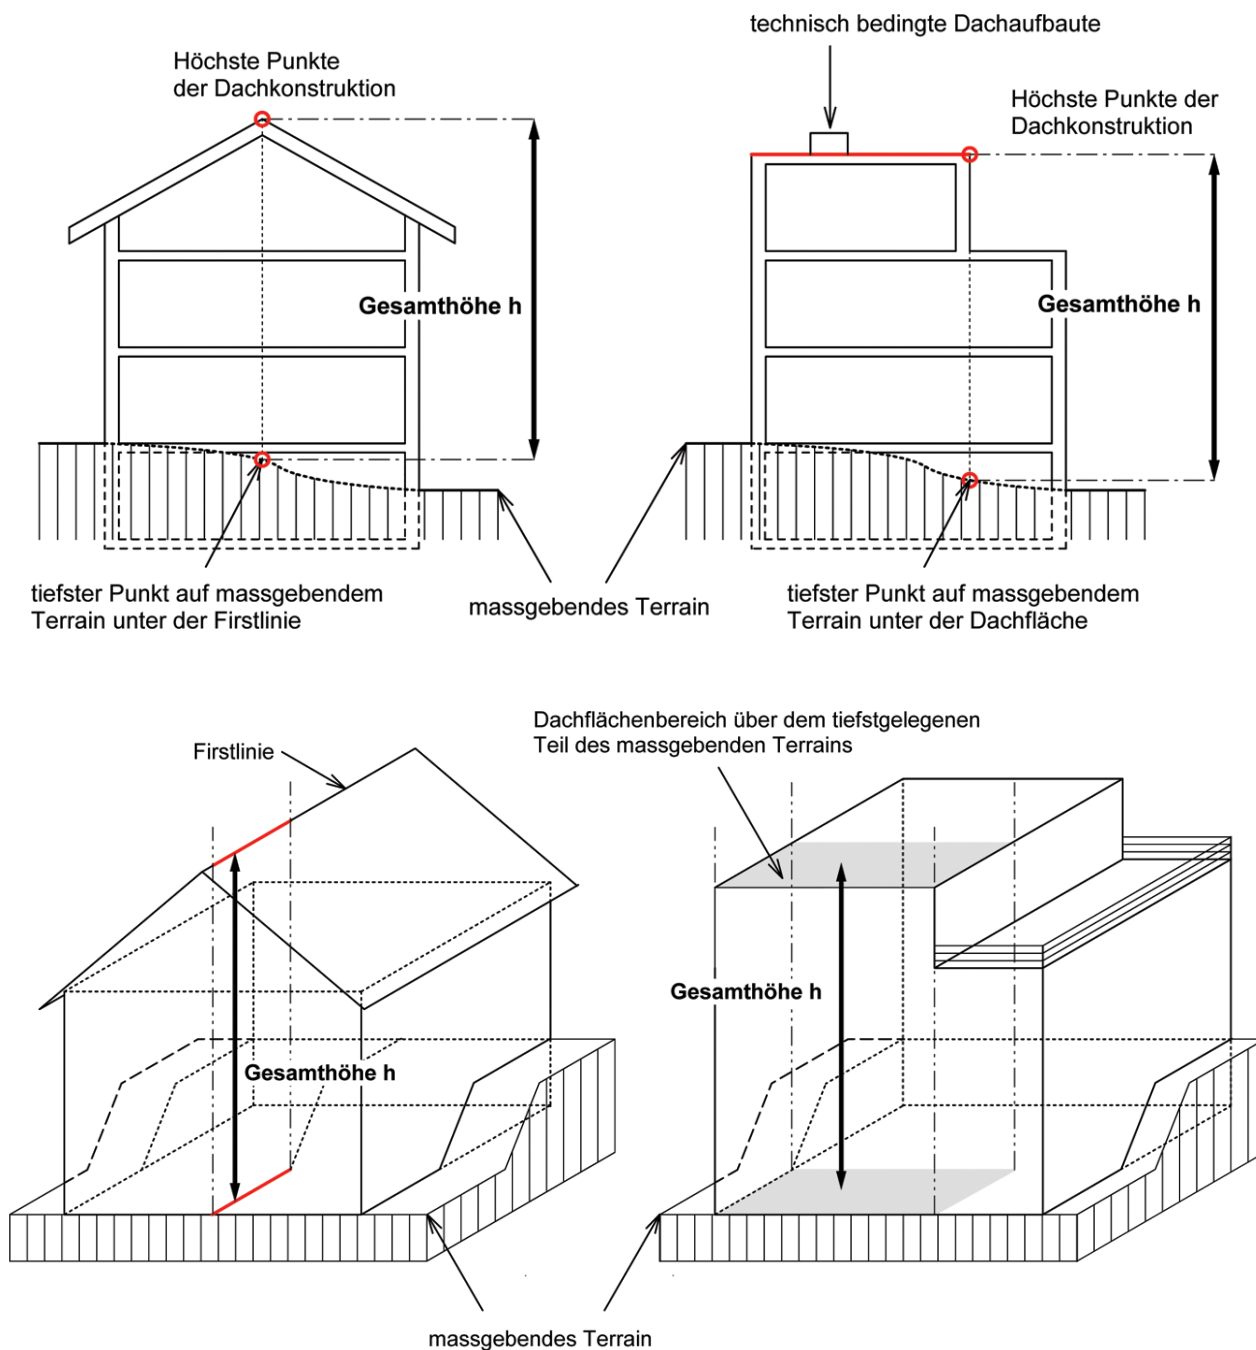 technisch bedingte Dachaufbaute
Höchste Punkte
der Dachkonstruktion
Höchste Punkte der
Dachkonstruktion
Gesamthöhe h
Gesamthöhe h
tiefster Punkt auf massgebendem
Terrain unter der Firstlinie
massgebendes Terrain
tiefster Punkt auf massgebendem
Terrain unter der Dachfläche
Dachflächenbereich über dem tiefstgelegenen
Teil des massgebenden Terrains
Firstlinie
Gesamthöhe h
Gesamthöhe h
massgebendes Terrain